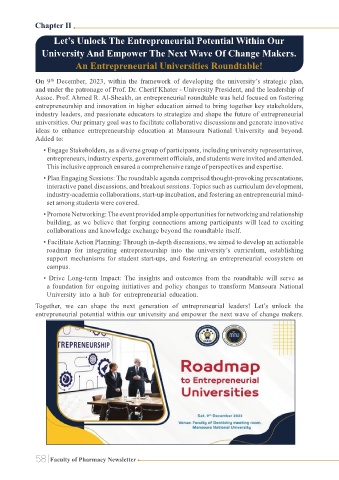 Chapter II
Let's Unlock The Entrepreneurial Potential Within Our
University And Empower The Next Wave Of Change Makers.
An Entrepreneurial Universities Roundtable!
On 9th December, 2023, within the framework of developing the university's strategic plan,
and under the patronage of Prof. Dr. Cherif Khater - University President, and the leadership of
Assoc. Prof. Ahmed R. Al-Sheakh, an entrepreneurial roundtable was held focused on fostering
entrepreneurship and innovation in higher education aimed to bring together key stakeholders,
industry leaders, and passionate educators to strategize and shape the future of entrepreneurial
universities. Our primary goal was to facilitate collaborative discussions and generate innovative
ideas to enhance entrepreneurship education at Mansoura National University and beyond.
Added to:
• Engage Stakeholders, as a diverse group of participants, including university representatives,
entrepreneurs, industry experts, government officials, and students were invited and attended.
This inclusive approach ensured a comprehensive range of perspectives and expertise.
• Plan Engaging Sessions: The roundtable agenda comprised thought-provoking presentations,
interactive panel discussions, and breakout sessions. Topics such as curriculum development,
industry-academia collaborations, start-up incubation, and fostering an entrepreneurial mind-
set among students were covered.
• Promote Networking: The event provided ample opportunities for networking and relationship
building, as we believe that forging connections among participants will lead to exciting
collaborations and knowledge exchange beyond the roundtable itself.
• Facilitate Action Planning: Through in-depth discussions, we aimed to develop an actionable
roadmap for integrating entrepreneurship into the university's curriculum, establishing
support mechanisms for student start-ups, and fostering an entrepreneurial ecosystem on
campus.
• Drive Long-term Impact: The insights and outcomes from the roundtable will serve as
a foundation for ongoing initiatives and policy changes to transform Mansoura National
University into a hub for entrepreneurial education.
Together, we can shape the next generation of entrepreneurial leaders! Let's unlock the
entrepreneurial potential within our university and empower the next wave of change makers.
TREPRENEURSHIP
Roadmap
to Entrepreneurial
Universities
Sat. 9th December 2023
Venue: Faculty of Dentistry meeting room,
Mansoura National University
58 Faculty of Pharmacy Newsletter